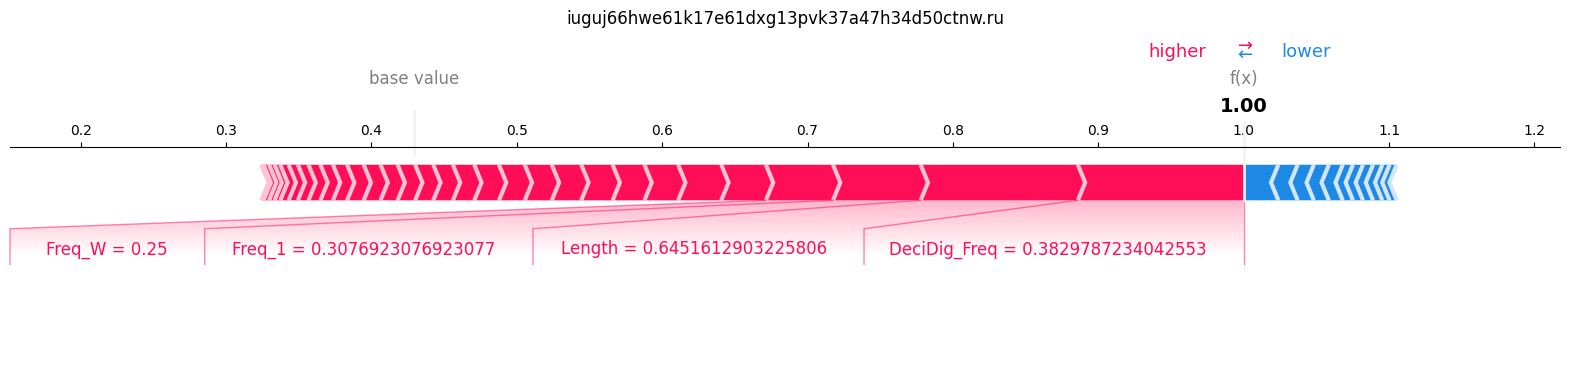 iuguj66hwe61k17e61dxg13pvk37a47h34d50ctnw.ru
higher ⇄ lower
base value f(x)
1.00
0.2 0.3 0.4 0.5 0.6 0.7 0.8 0.9 1.0 1.1 1.2
Freq_W = 0.25 Freq_1 = 0.3076923076923077 Length = 0.6451612903225806 DeciDig_Freq = 0.3829787234042553